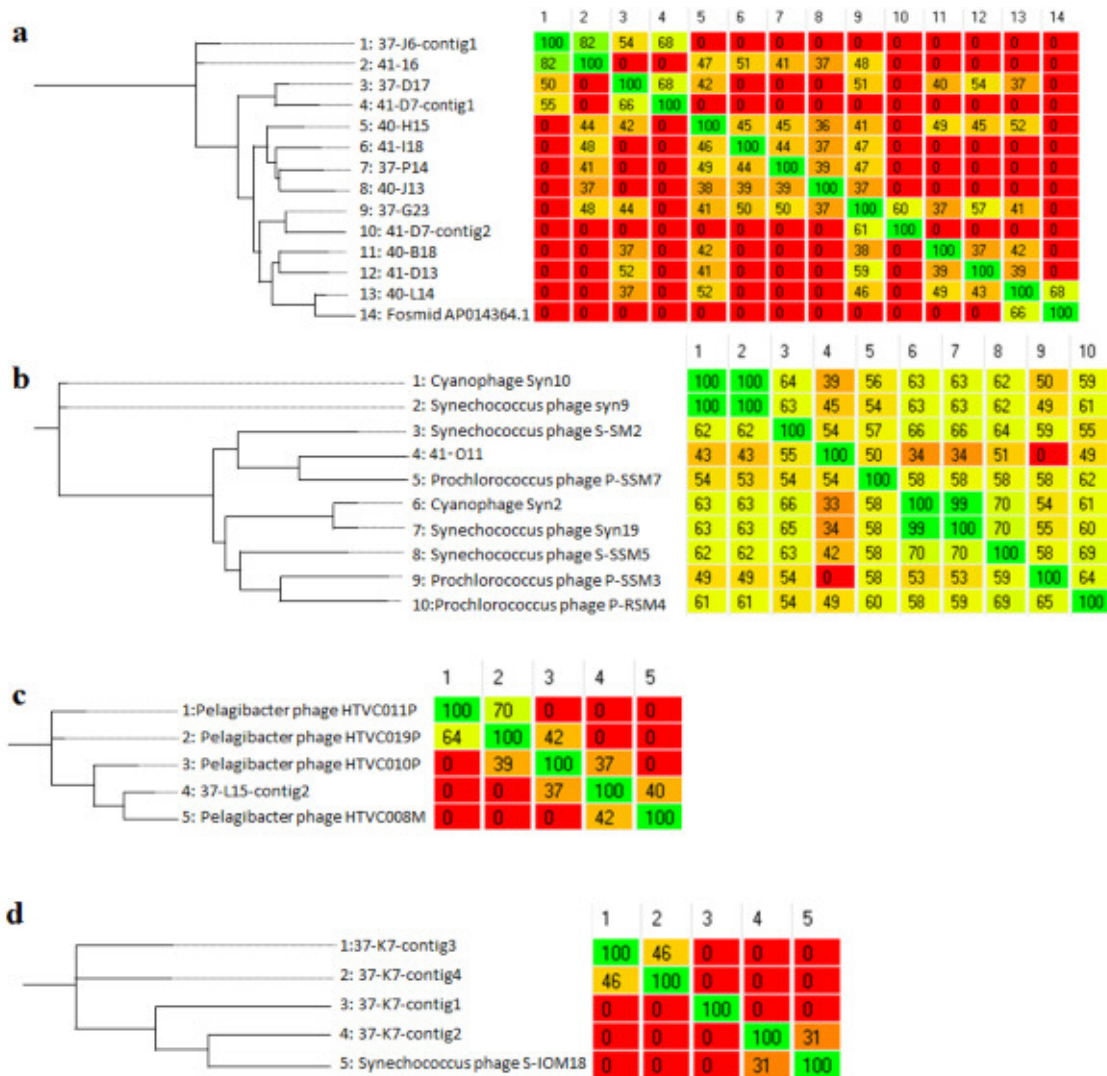 a
1 2 3 4 5 6 7 8 9 10 11 12 13 14
1: 37-J6-contig1 100 82 54 68 0 0 0 0 0 0 0 0 0 0
2: 41-16 82 100 0 0 47 51 41 37 48 0 0 0 0 0
3: 37-D17 50 0 100 68 42 0 0 0 51 0 40 54 37 0
4: 41-D7-contig1 55 0 66 100 0 0 0 0 0 0 0 0 0 0
5: 40-H15 0 44 42 0 100 45 45 36 41 0 49 45 52 0
6: 41-I18 0 48 0 0 46 100 44 37 47 0 0 0 0 0
7: 37-P14 0 41 0 0 49 44 100 39 47 0 0 0 0 0
8: 40-J13 0 37 0 0 38 39 39 100 37 0 0 0 0 0
9: 37-G23 0 48 44 0 41 50 50 37 100 60 37 57 41 0
10: 41-D7-contig2 0 0 0 0 0 0 0 0 61 100 0 0 0 0
11: 40-B18 0 0 37 0 42 0 0 0 38 0 100 37 42 0
12: 41-D13 0 0 52 0 41 0 0 0 59 0 39 100 39 0
13: 40-L14 0 0 37 0 52 0 0 0 46 0 49 43 100 68
14: Fosmid AP014364.1 0 0 0 0 0 0 0 0 0 0 0 0 66 100
b
1 2 3 4 5 6 7 8 9 10
1: Cyanophage Syn10 100 100 64 39 56 63 63 62 50 59
2: Synechococcus phage syn9 100 100 63 45 54 63 63 62 49 61
3: Synechococcus phage S-SM2 62 62 100 54 57 66 66 64 59 55
4: 41-O11 43 43 55 100 50 34 34 51 0 49
5: Prochlorococcus phage P-SSM7 54 53 54 54 100 58 58 58 58 62
6: Cyanophage Syn2 63 63 66 33 58 100 99 70 54 61
7: Synechococcus phage Syn19 63 63 65 34 58 99 100 70 55 60
8: Synechococcus phage S-SSM5 62 62 63 42 58 70 70 100 58 69
9: Prochlorococcus phage P-SSM3 49 49 54 0 58 53 53 59 100 64
10:Prochlorococcus phage P-RSM4 61 61 54 49 60 58 59 69 65 100
c
1 2 3 4 5
1:Pelagibacter phage HTVC011P 100 70 0 0 0
2: Pelagibacter phage HTVC019P 64 100 42 0 0
3: Pelagibacter phage HTVC010P 0 39 100 37 0
4: 37-L15-contig2 0 0 37 100 40
5: Pelagibacter phage HTVC008M 0 0 0 42 100
d
1 2 3 4 5
1:37-K7-contig3 100 46 0 0 0
2: 37-K7-contig4 46 100 0 0 0
3: 37-K7-contig1 0 0 100 0 0
4: 37-K7-contig2 0 0 0 100 31
5: Synechococcus phage S-IOM18 0 0 0 31 100